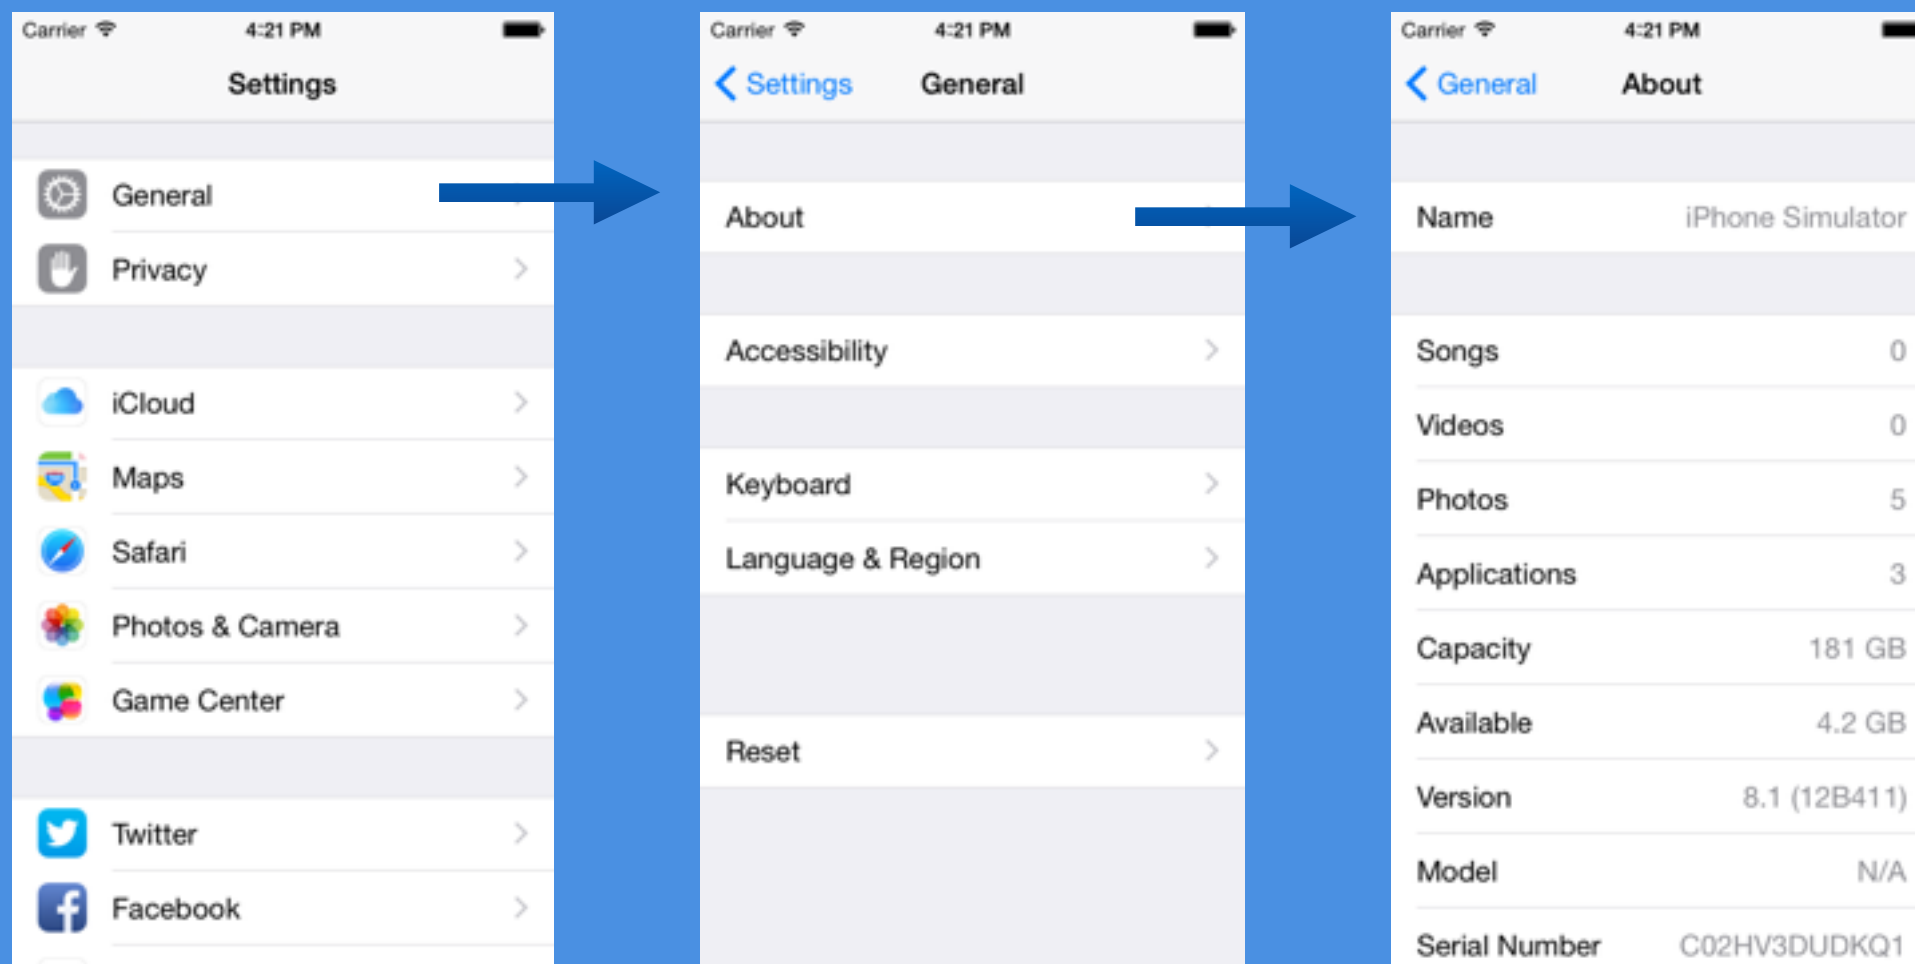 Carrier 4:21 PM
Settings
General
Privacy
iCloud
Maps
Safari
Photos & Camera
Game Center
Twitter
Facebook
Carrier 4:21 PM
Settings General
About
Accessibility
Keyboard
Language & Region
Reset
Carrier 4:21 PM
General About
Name iPhone Simulator
Songs 0
Videos 0
Photos 5
Applications 3
Capacity 181 GB
Available 4.2 GB
Version 8.1 (12B411)
Model N/A
Serial Number C02HV3DUDKQ1